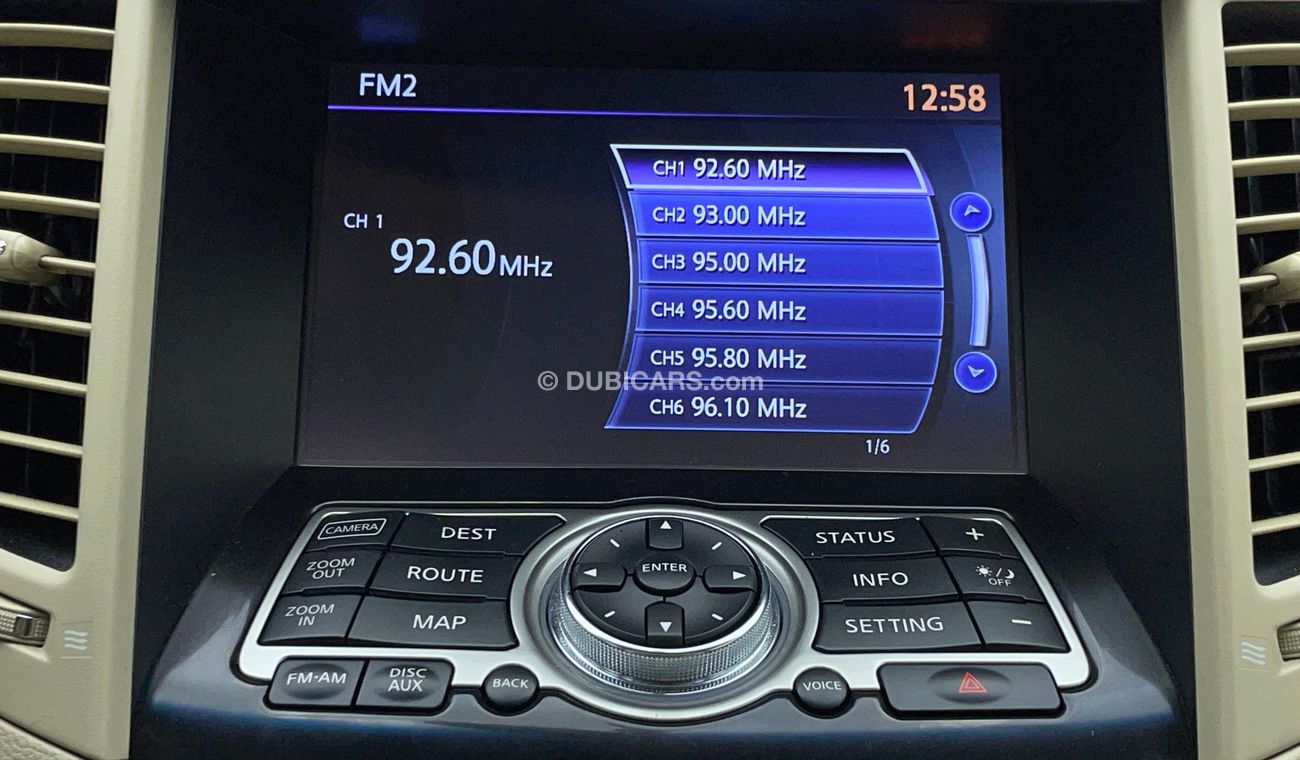 FM2
12:58
CH 1
92.60 MHz
CH1 92.60 MHz
CH2 93.00 MHz
CH3 95.00 MHz
CH4 95.60 MHz
CH5 95.80 MHz
CH6 96.10 MHz
1/6
© DUBICARS.com
CAMERA
DEST
ZOOM
OUT
ROUTE
ZOOM
IN
MAP
FM·AM
DISC
AUX
BACK
ENTER
STATUS
+
INFO
OFF
SETTING
−
VOICE